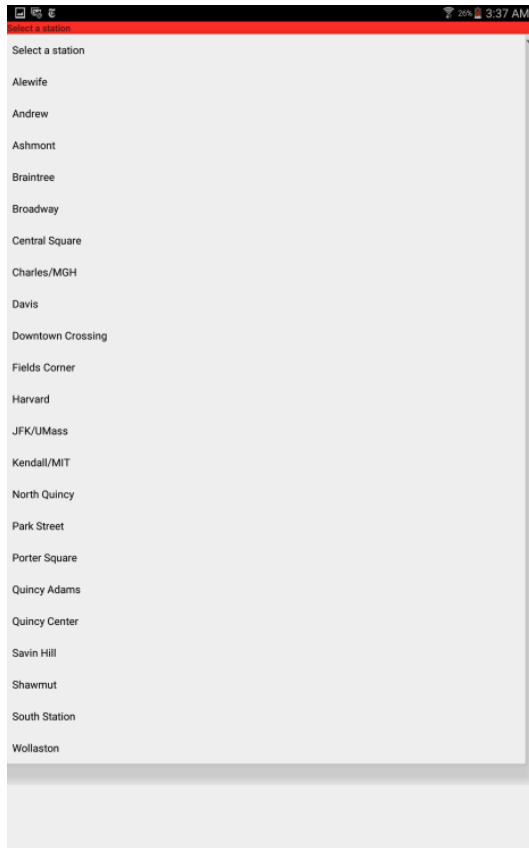 26% 3:37 AM
Select a station
Select a station
Alewife
Andrew
Ashmont
Braintree
Broadway
Central Square
Charles/MGH
Davis
Downtown Crossing
Fields Corner
Harvard
JFK/UMass
Kendall/MIT
North Quincy
Park Street
Porter Square
Quincy Adams
Quincy Center
Savin Hill
Shawmut
South Station
Wollaston